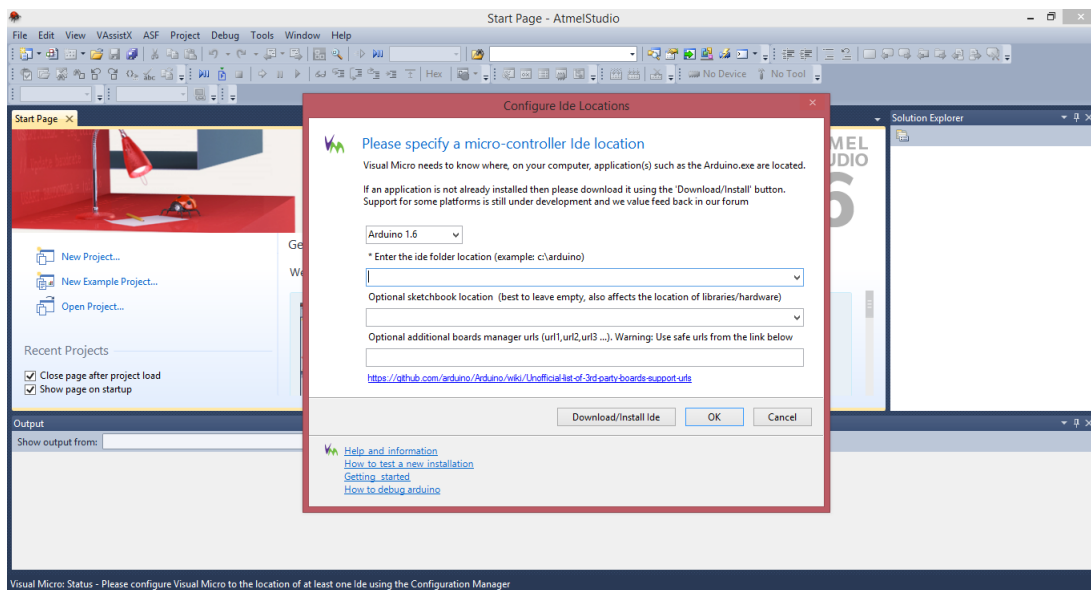 Start Page - AtmelStudio
File Edit View VAssistX ASF Project Debug Tools Window Help
Hex
No Device No Tool
Start Page
Configure Ide Locations
Solution Explorer
Please specify a micro-controller Ide location
Visual Micro needs to know where, on your computer, application(s) such as the Arduino.exe are located.
If an application is not already installed then please download it using the 'Download/Install' button.
Support for some platforms is still under development and we value feed back in our forum
MEL
6
Arduino 1.6
* Enter the ide folder location (example: c:\arduino)
Optional sketchbook location (best to leave empty, also affects the location of libraries/hardware)
Optional additional boards manager urls (url1,url2,url3 ...). Warning: Use safe urls from the link below
https://github.com/arduino/Arduino/wiki/Unofficial-list-of-3rd-party-boards-support-urls
Download/Install Ide OK Cancel
Help and information
How to test a new installation
Getting started
How to debug arduino
Ge
We
New Project...
New Example Project...
Open Project...
Recent Projects
Close page after project load
Show page on startup
Output
Show output from:
Visual Micro: Status - Please configure Visual Micro to the location of at least one Ide using the Configuration Manager